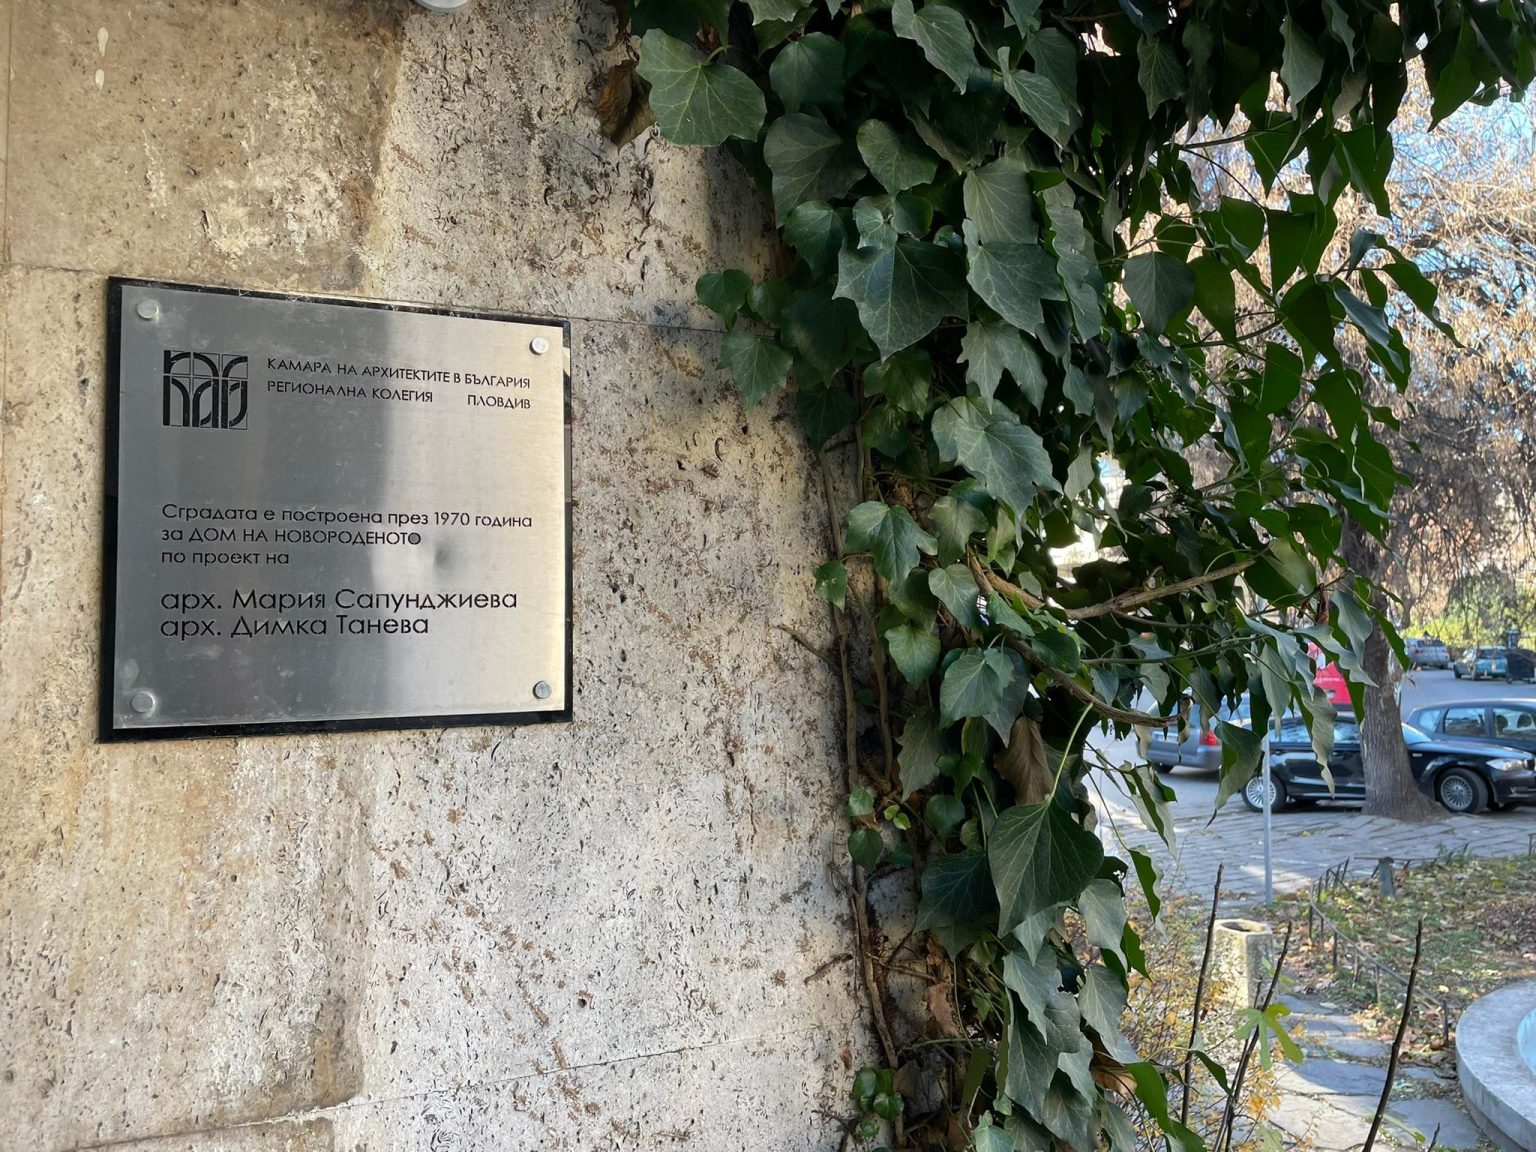 КАБ
КАМАРА НА АРХИТЕКТИТЕ В БЪЛГАРИЯ
РЕГИОНАЛНА КОЛЕГИЯ ПЛОВДИВ
Сградата е построена през 1970 година
за ДОМ НА НОВОРОДЕНОТО
по проект на
арх. Мария Сапунджиева
арх. Димка Танева